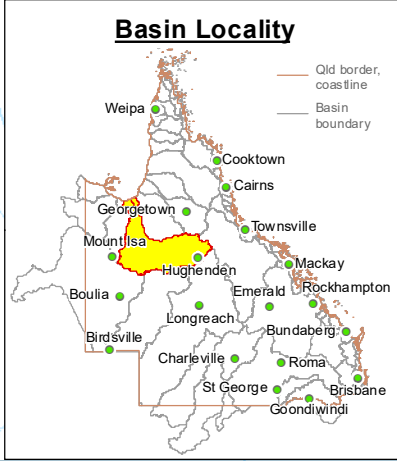 Basin Locality
Qld border,
coastline
Basin
boundary
Weipa
Cooktown
Cairns
Georgetown
Townsville
Mount Isa
Hughenden
Mackay
Boulia
Emerald
Rockhampton
Longreach
Bundaberg
Birdsville
Charleville
Roma
St George
Brisbane
Goondiwindi